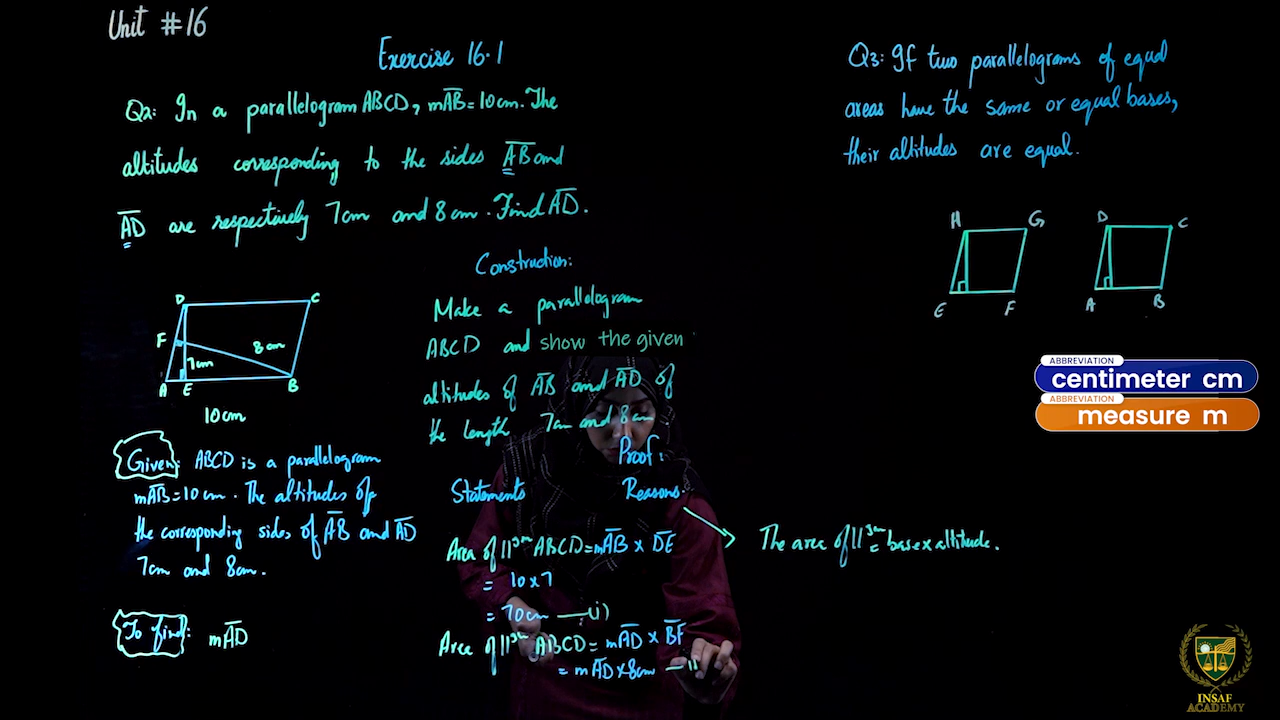 Unit #16
Exercise 16.1
Q2: In a parallelogram ABCD, mAB = 10cm. The
altitudes corresponding to the sides AB and
AD are respectively 7cm and 8cm. Find AD.
D C
F 8cm
7cm
A E B
10cm
Given: ABCD is a parallelogram
mAB = 10cm. The altitudes of
the corresponding sides of AB and AD
7cm and 8cm.
To find: mAD
Construction:
Make a parallelogram
ABCD and show the given
altitudes of AB and AD of
the length 7cm and 8cm
Proof:
Statements Reasons:
Area of ||gm ABCD = mAB × DE
= 10×7
= 70cm —(i)
Area of ||gm ABCD = mAD × BF
= mAD × 8cm —
The area of ||gm = base × altitude.
Q3: If two parallelograms of equal
areas have the same or equal bases,
their altitudes are equal.
H G D C
E F A B
ABBREVIATION
centimeter cm
ABBREVIATION
measure m
INSAF
ACADEMY